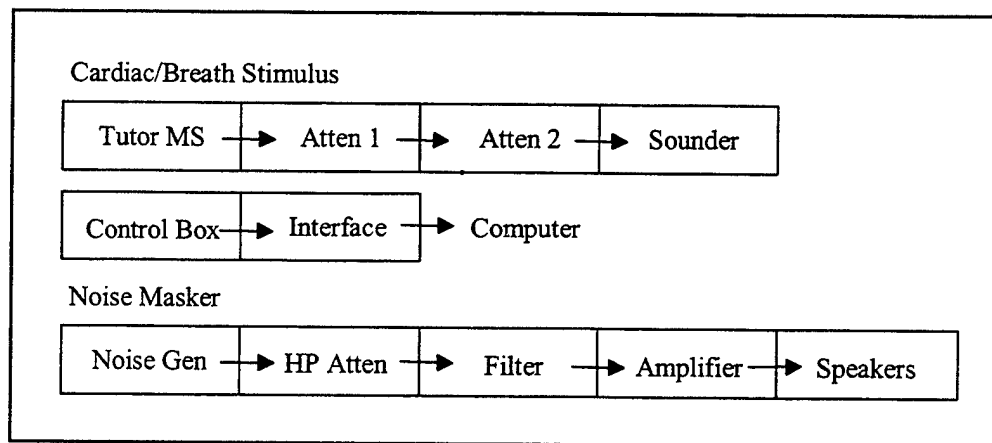 Cardiac/Breath Stimulus
Tutor MS Atten 1 Atten 2 Sounder
Control Box Interface Computer
Noise Masker
Noise Gen HP Atten Filter Amplifier Speakers